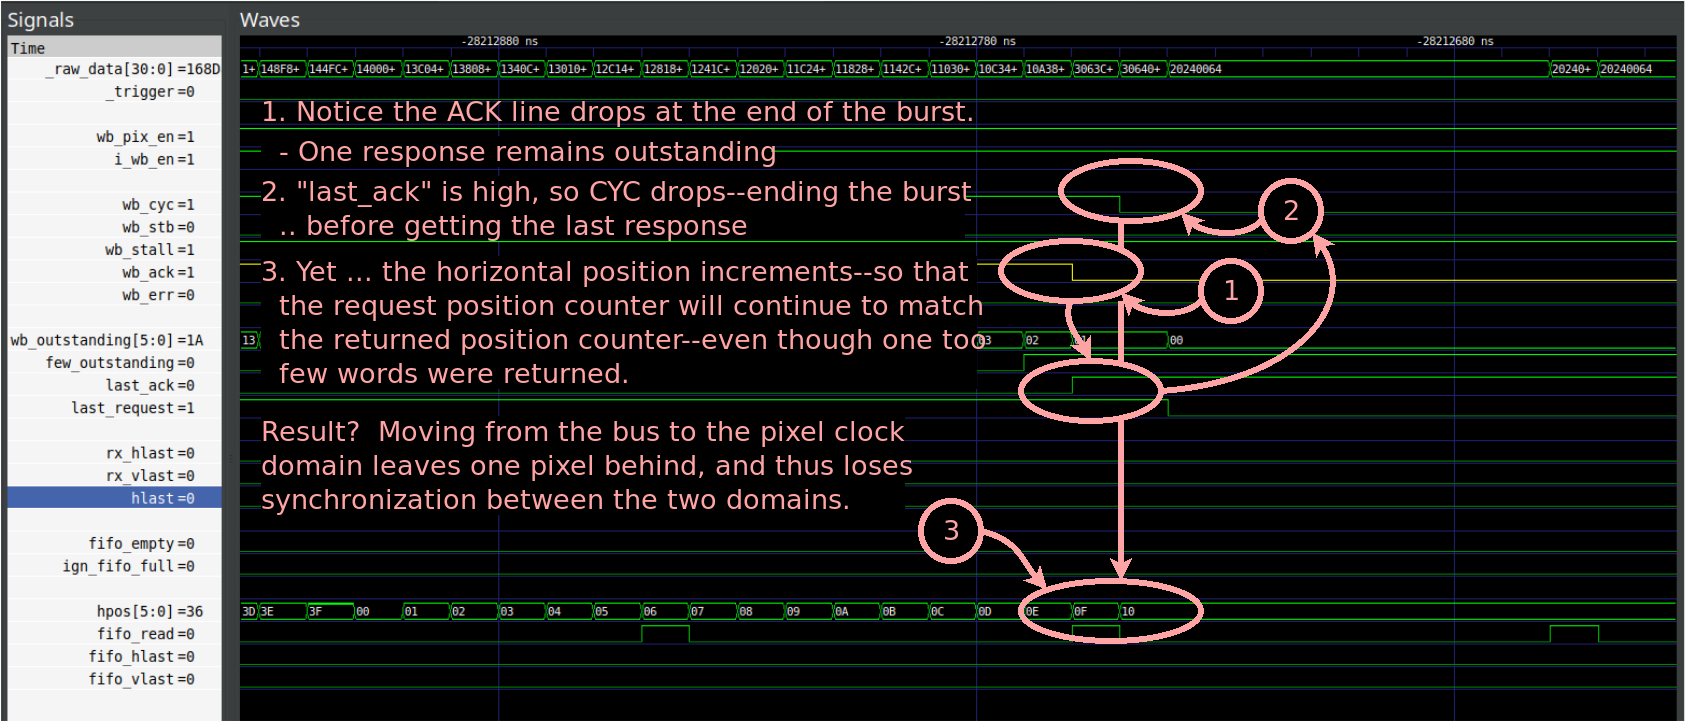 Signals
Waves
Time
-28212880 ns
-28212780 ns
-28212680 ns
_raw_data[30:0] =168D
1+ 148F8+ 144FC+ 14000+ 13C04+ 13808+ 1340C+ 13010+ 12C14+ 12818+ 1241C+ 12020+ 11C24+ 11828+ 1142C+ 11030+ 10C34+ 10A38+ 3063C+ 30640+ 20240064 20240+ 20240064
_trigger =0
1. Notice the ACK line drops at the end of the burst.
wb_pix_en =1
- One response remains outstanding
i_wb_en =1
2. "last_ack" is high, so CYC drops--ending the burst
2
wb_cyc =1
.. before getting the last response
wb_stb =0
wb_stall =1
3. Yet ... the horizontal position increments--so that
wb_ack =1
1
wb_err =0
the request position counter will continue to match
the returned position counter--even though one too
wb_outstanding[5:0] =1A
13 03 02 01 00
few_outstanding =0
few words were returned.
last_ack =0
last_request =1
Result? Moving from the bus to the pixel clock
rx_hlast =0
domain leaves one pixel behind, and thus loses
rx_vlast =0
hlast =0
synchronization between the two domains.
3
fifo_empty =0
ign_fifo_full =0
hpos[5:0] =36
3D 3E 3F 00 01 02 03 04 05 06 07 08 09 0A 0B 0C 0D 0E 0F 10
fifo_read =0
fifo_hlast =0
fifo_vlast =0